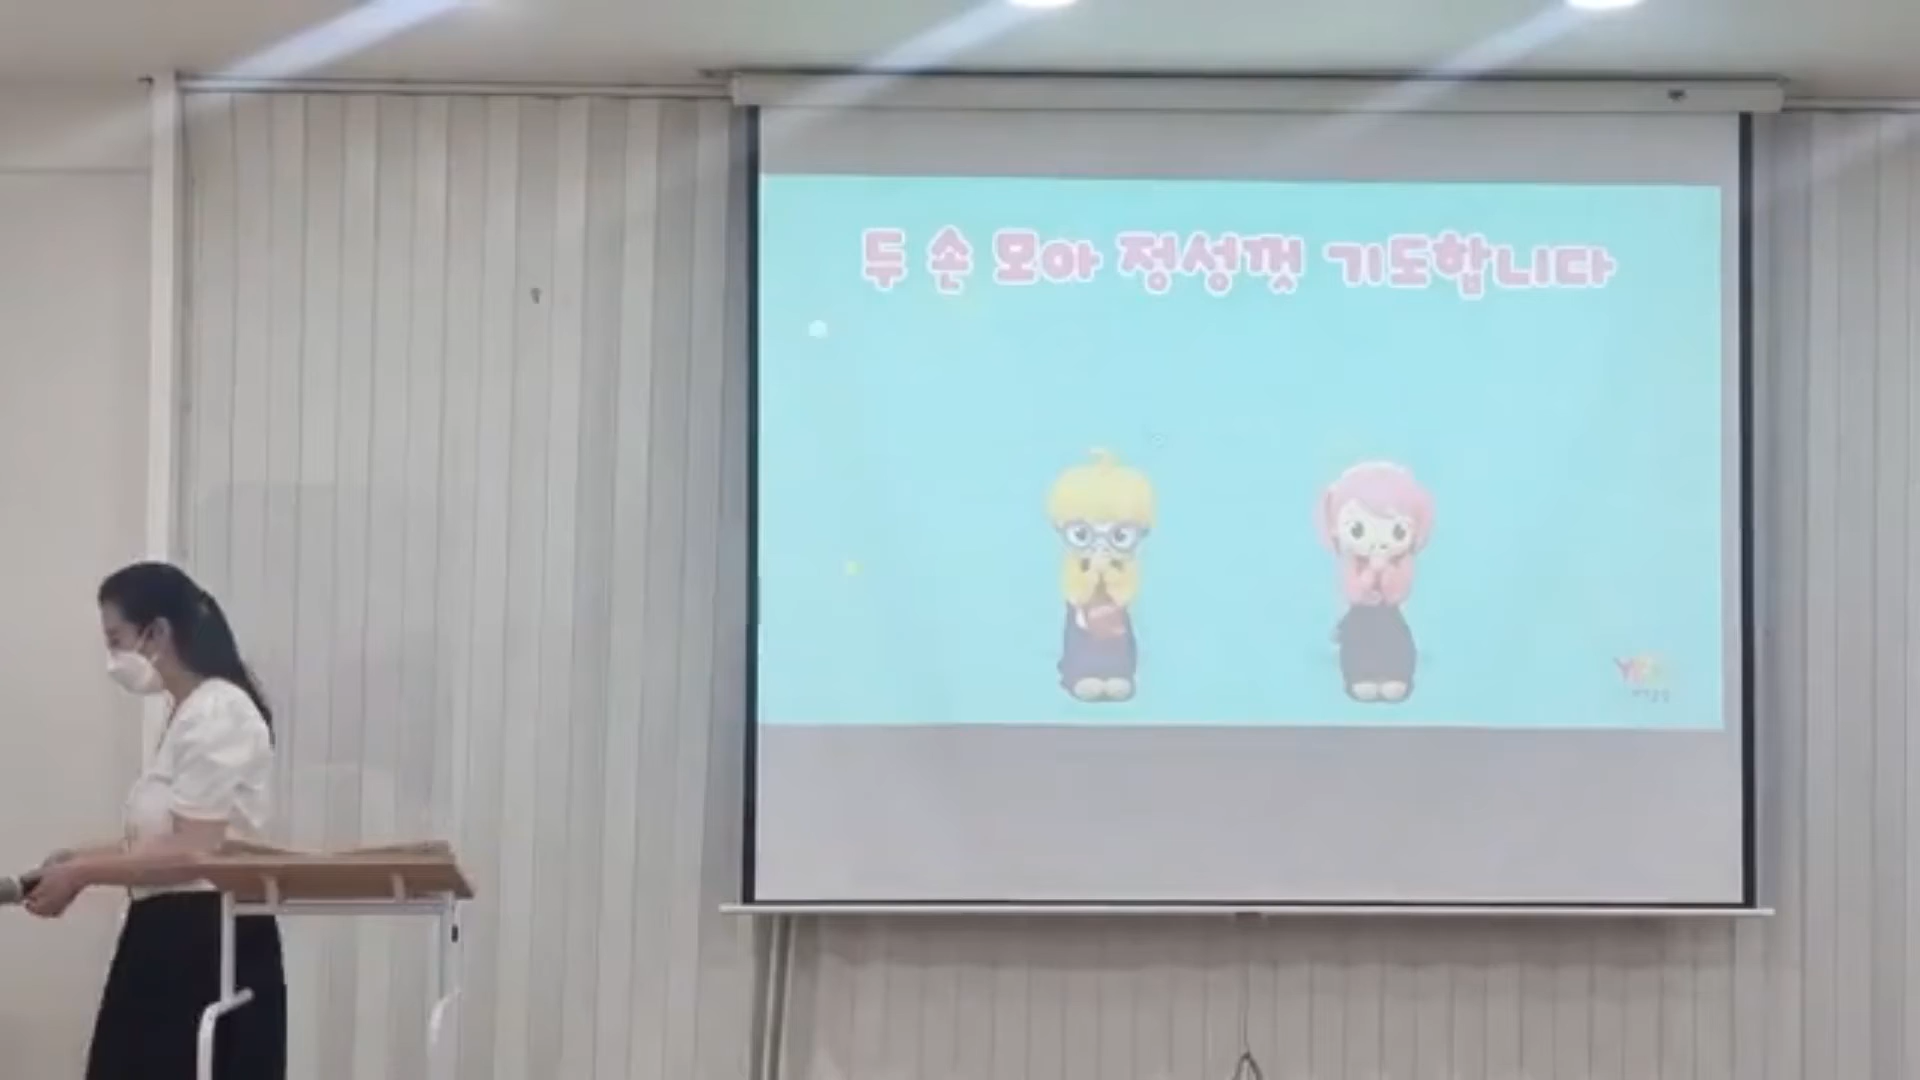 두 손 모아 정성껏 기도합니다